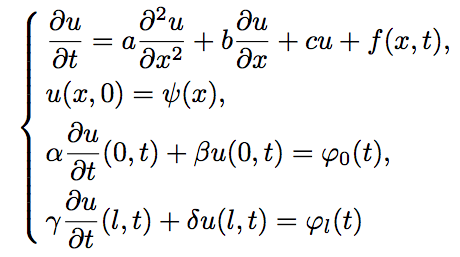 ∂u/∂t = a ∂²u/∂x² + b ∂u/∂x + cu + f(x, t),
u(x, 0) = ψ(x),
α ∂u/∂t (0, t) + βu(0, t) = φ₀(t),
γ ∂u/∂t (l, t) + δu(l, t) = φₗ(t)